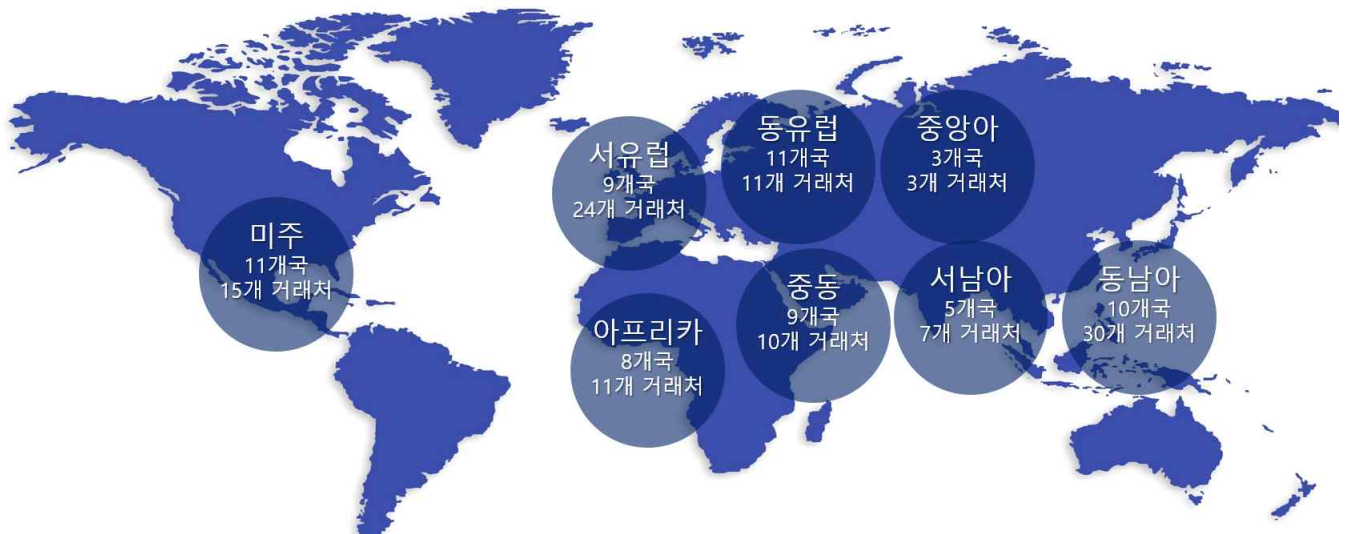 미주
11개국
15개 거래처
서유럽
9개국
24개 거래처
동유럽
11개국
11개 거래처
중앙아
3개국
3개 거래처
아프리카
8개국
11개 거래처
중동
9개국
10개 거래처
서남아
5개국
7개 거래처
동남아
10개국
30개 거래처